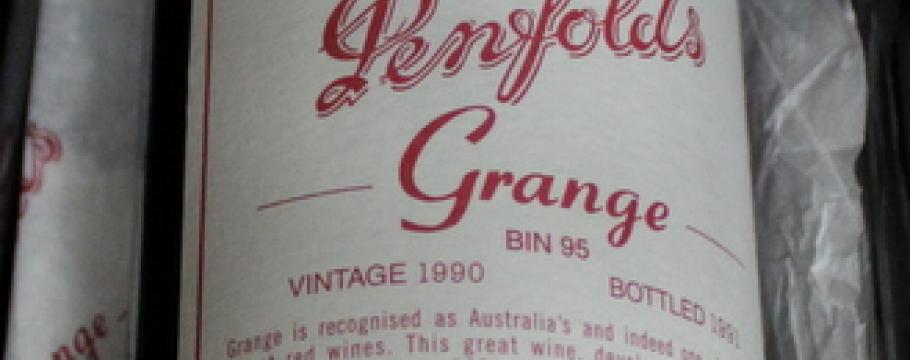 Penfolds
Grange
BIN 95
VINTAGE 1990
BOTTLED 1991
Grange is recognised as Australia's and indeed one
red wines. This great wine,